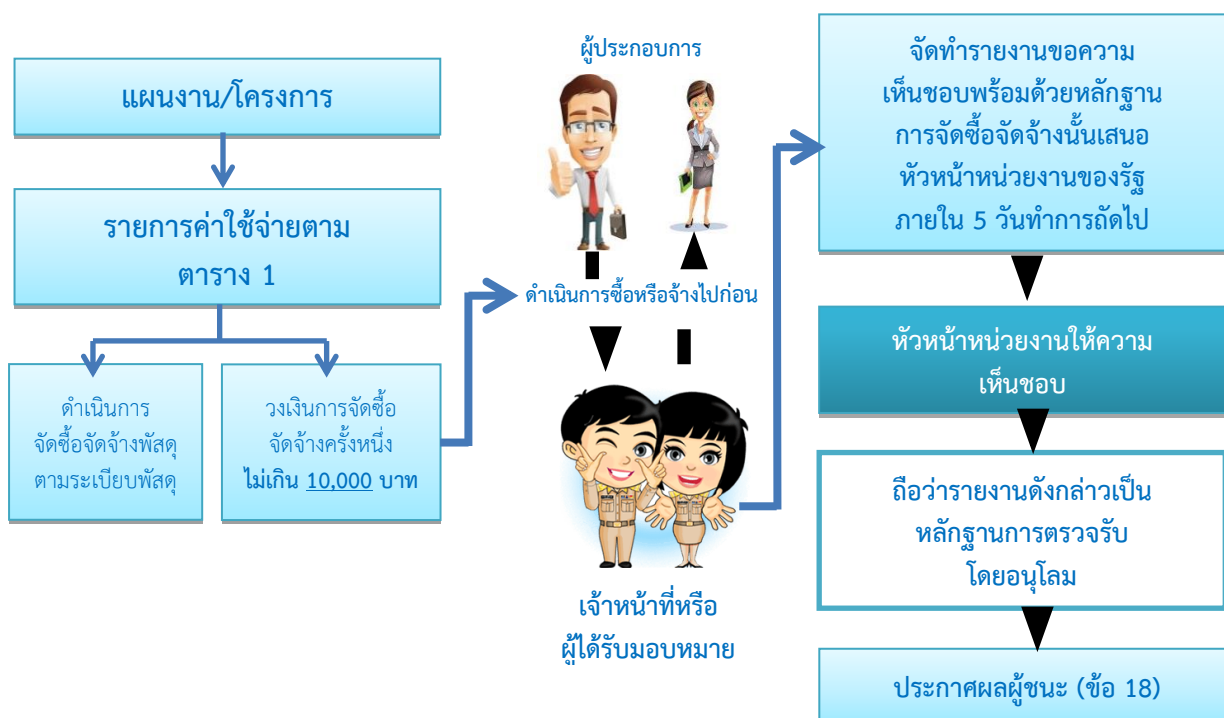 แผนงาน/โครงการ
รายการค่าใช้จ่ายตาม
ตาราง 1
ดำเนินการ
จัดซื้อจัดจ้างพัสดุ
ตามระเบียบพัสดุ
วงเงินการจัดซื้อ
จัดจ้างครั้งหนึ่ง
ไม่เกิน 10,000 บาท
ผู้ประกอบการ
ดำเนินการซื้อหรือจ้างไปก่อน
เจ้าหน้าที่หรือ
ผู้ได้รับมอบหมาย
จัดทำรายงานขอความ
เห็นชอบพร้อมด้วยหลักฐาน
การจัดซื้อจัดจ้างนั้นเสนอ
หัวหน้าหน่วยงานของรัฐ
ภายใน 5 วันทำการถัดไป
หัวหน้าหน่วยงานให้ความ
เห็นชอบ
ถือว่ารายงานดังกล่าวเป็น
หลักฐานการตรวจรับ
โดยอนุโลม
ประกาศผลผู้ชนะ (ข้อ 18)